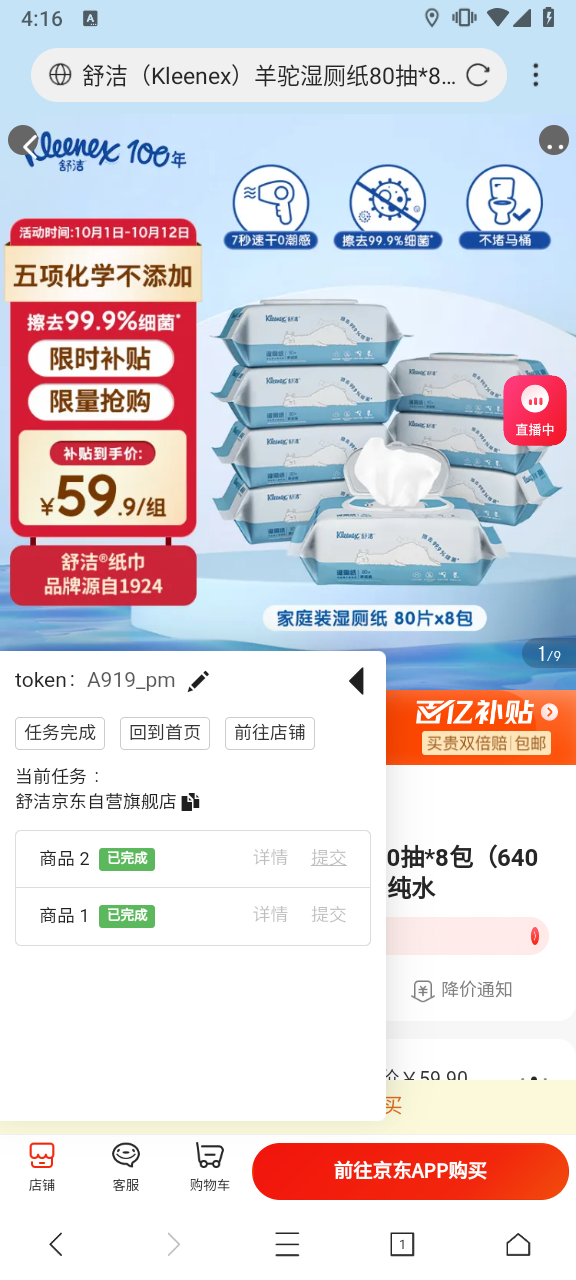 4:16
A
舒洁（Kleenex）羊驼湿厕纸80抽*8...
Kleenex 100年
舒洁
7秒速干0潮感
擦去99.9%细菌*
不堵马桶
活动时间:10月1日-10月12日
五项化学不添加
擦去99.9%细菌*
限时补贴
限量抢购
补贴到手价:
¥59.9/组
舒洁®纸巾
品牌源自1924
直播中
家庭装湿厕纸 80片x8包
1/9
token: A919_pm
百亿补贴
买贵双倍赔 包邮
任务完成
回到首页
前往店铺
当前任务：
舒洁京东自营旗舰店
商品 2 已完成 详情 提交
商品 1 已完成 详情 提交
0抽*8包（640
纯水
降价通知
价￥59.90
买
店铺
客服
购物车
前往京东APP购买
1